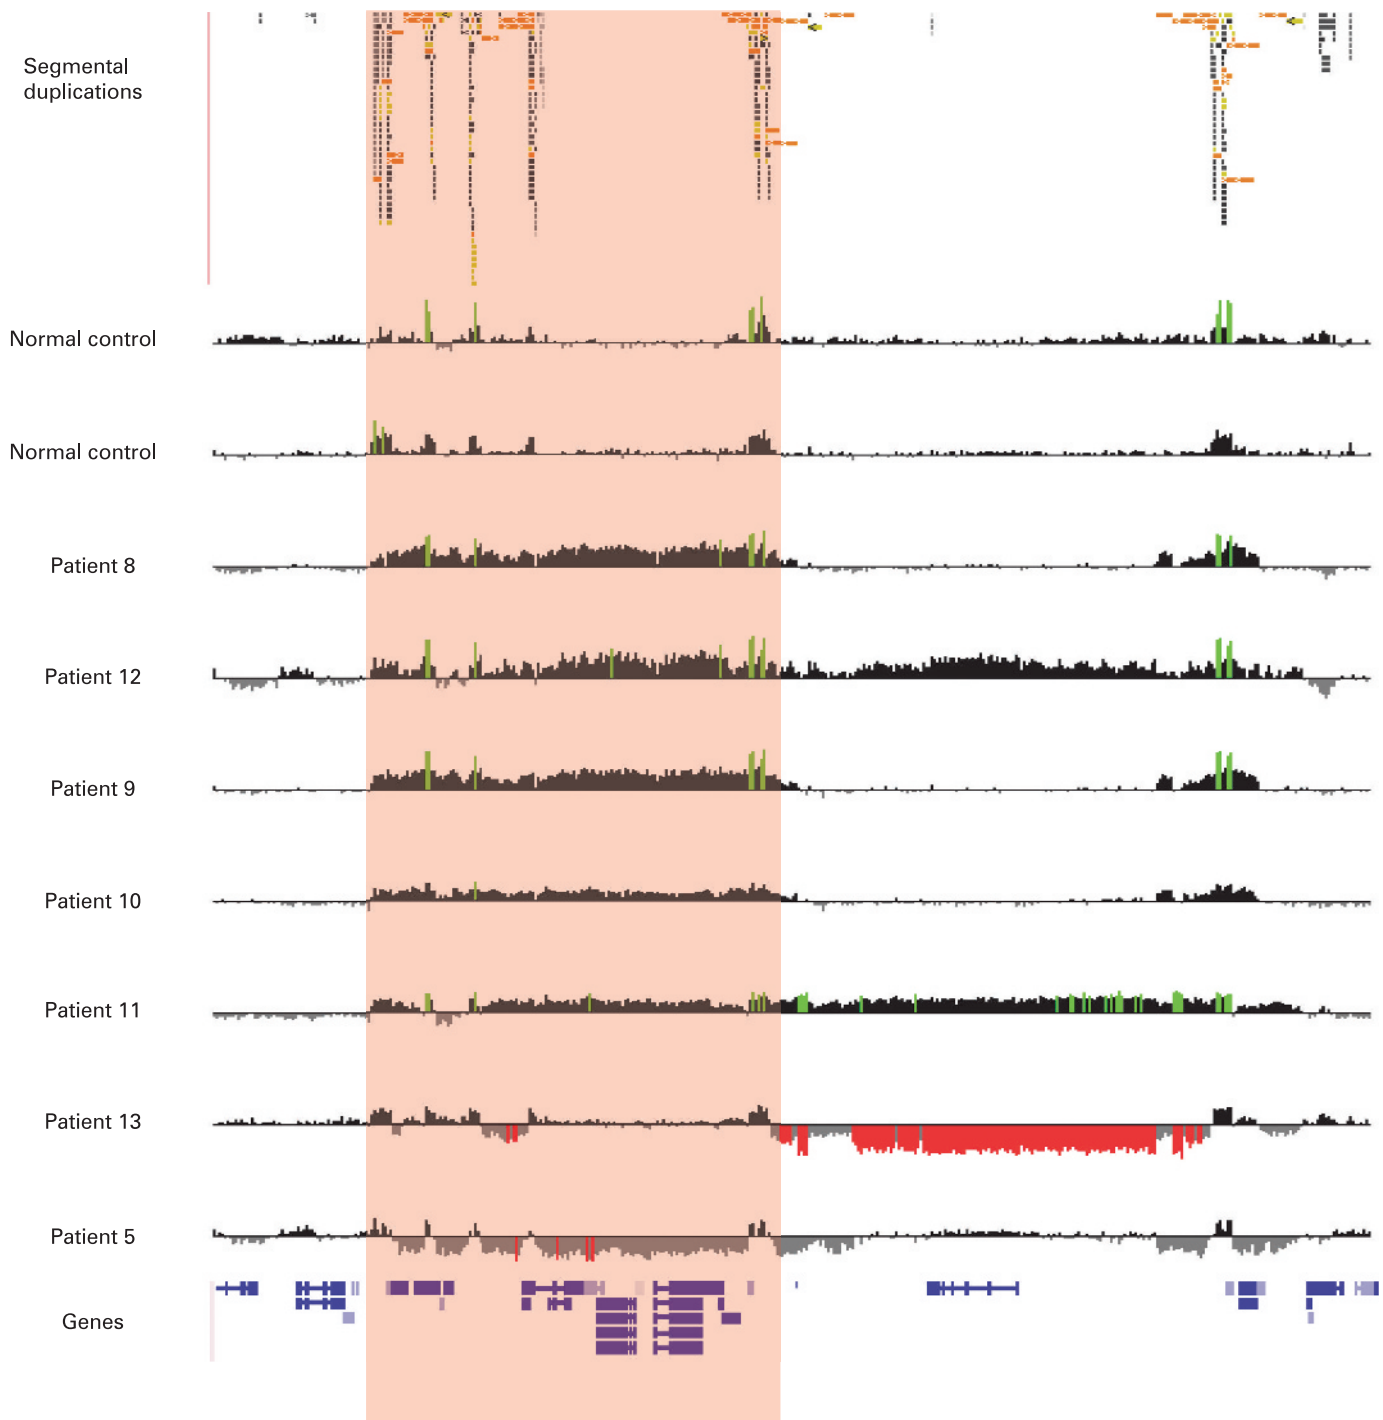 Segmental
duplications
Normal control
Normal control
Patient 8
Patient 12
Patient 9
Patient 10
Patient 11
Patient 13
Patient 5
Genes